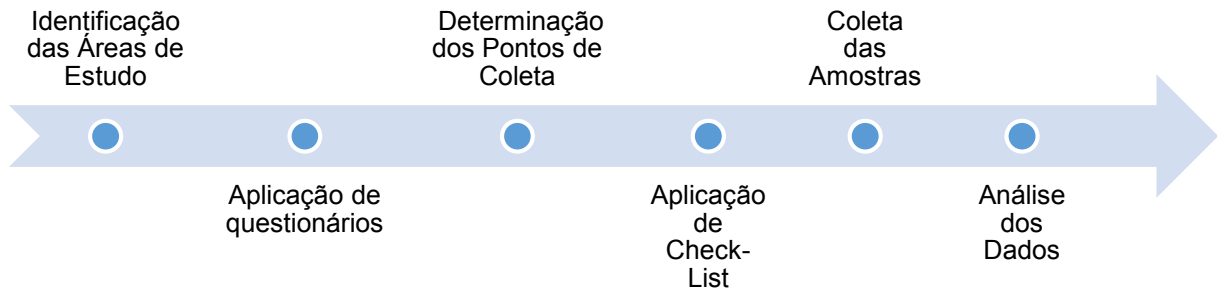 Identificação
das Áreas de
Estudo
Aplicação de
questionários
Determinação
dos Pontos de
Coleta
Aplicação
de
Check-
List
Coleta
das
Amostras
Análise
dos
Dados